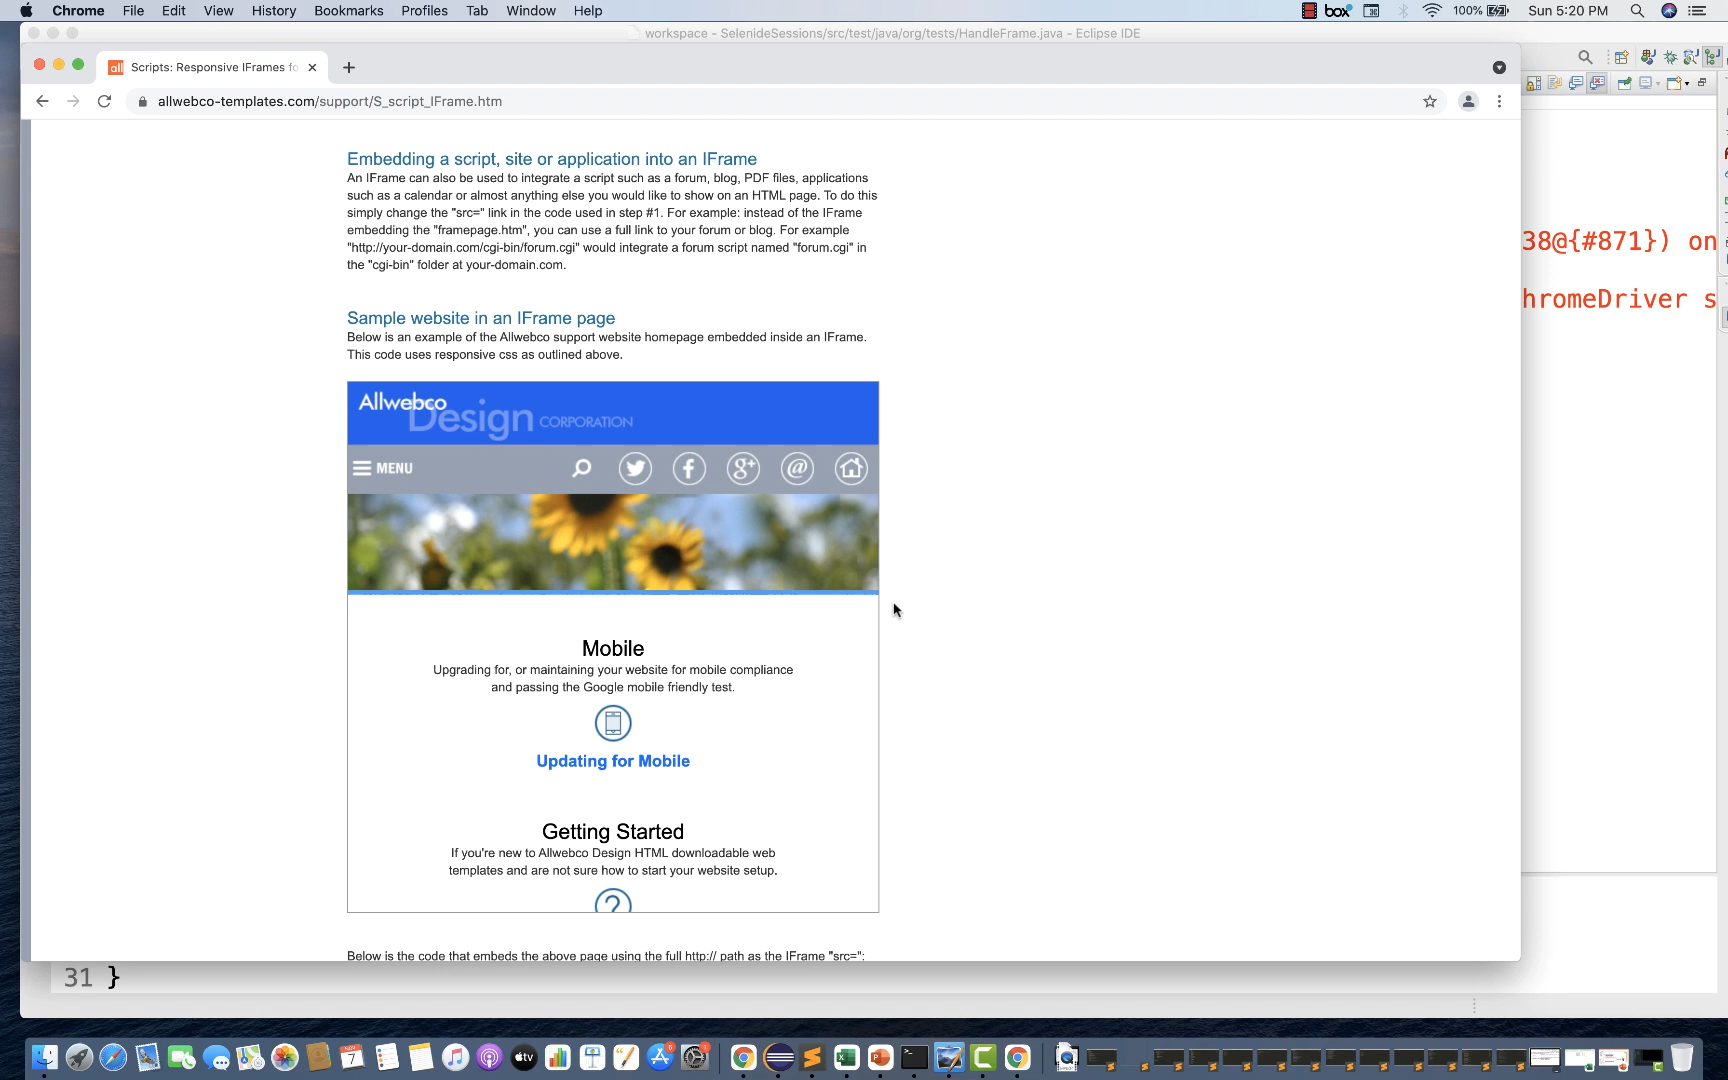 Chrome File Edit View History Bookmarks Profiles Tab Window Help
box 100% Sun 5:20 PM
workspace - SelenideSessions/src/test/java/org/tests/HandleFrame.java - Eclipse IDE
all Scripts: Responsive IFrames fo
allwebco-templates.com/support/S_script_IFrame.htm
Embedding a script, site or application into an IFrame
An IFrame can also be used to integrate a script such as a forum, blog, PDF files, applications
such as a calendar or almost anything else you would like to show on an HTML page. To do this
simply change the "src=" link in the code used in step #1. For example: instead of the IFrame
embedding the "framepage.htm", you can use a full link to your forum or blog. For example
"http://your-domain.com/cgi-bin/forum.cgi" would integrate a forum script named "forum.cgi" in
the "cgi-bin" folder at your-domain.com.
38@{#871}) on
hromeDriver s
Sample website in an IFrame page
Below is an example of the Allwebco support website homepage embedded inside an IFrame.
This code uses responsive css as outlined above.
Allwebco
Design CORPORATION
MENU
Mobile
Upgrading for, or maintaining your website for mobile compliance
and passing the Google mobile friendly test.
Updating for Mobile
Getting Started
If you're new to Allwebco Design HTML downloadable web
templates and are not sure how to start your website setup.
Below is the code that embeds the above page using the full http:// path as the IFrame "src=":
31 }